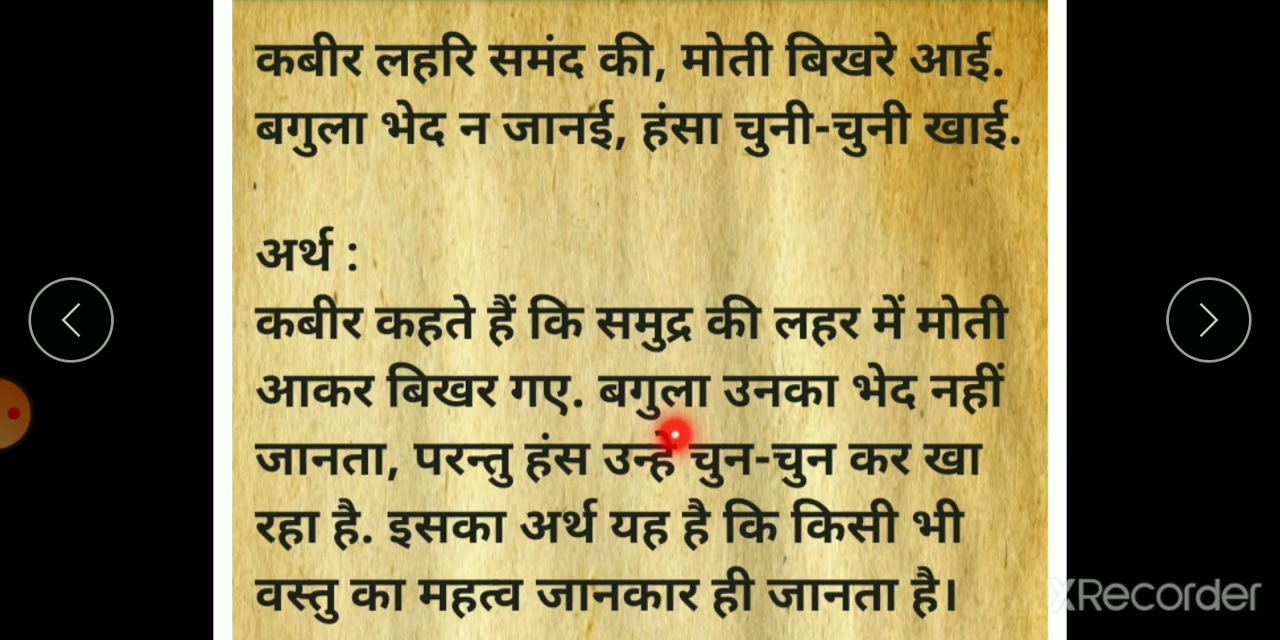 कबीर लहरि समंद की, मोती बिखरे आई.
बगुला भेद न जानई, हंसा चुनी-चुनी खाई.
अर्थ :
कबीर कहते हैं कि समुद्र की लहर में मोती
आकर बिखर गए. बगुला उनका भेद नहीं
जानता, परन्तु हंस उन्हें चुन-चुन कर खा
रहा है. इसका अर्थ यह है कि किसी भी
वस्तु का महत्व जानकार ही जानता है।
XRecorder